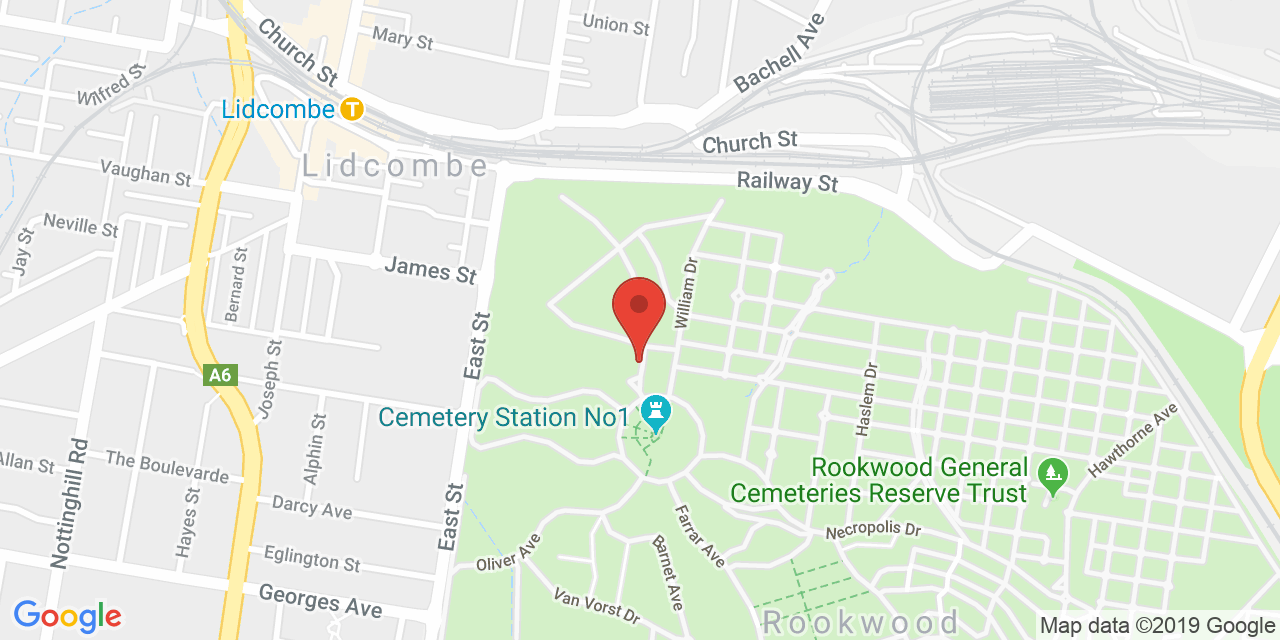 Church St
Mary St
Union St
Bachell Ave
Wilfred St
Lidcombe
T
Church St
Lidcombe
Vaughan St
Railway St
Neville St
Jay St
Bernard St
James St
William Dr
East St
A6
Joseph St
Haslem Dr
Cemetery Station No1
Alphin St
Hawthorne Ave
Nottinghill Rd
Allan St
The Boulevarde
Rookwood General
Cemeteries Reserve Trust
Hayes St
Darcy Ave
East St
Farrar Ave
Necropolis Dr
Eglington St
Oliver Ave
Barnet Ave
Georges Ave
Van Vorst Dr
Rookwood
Google
Map data ©2019 Google